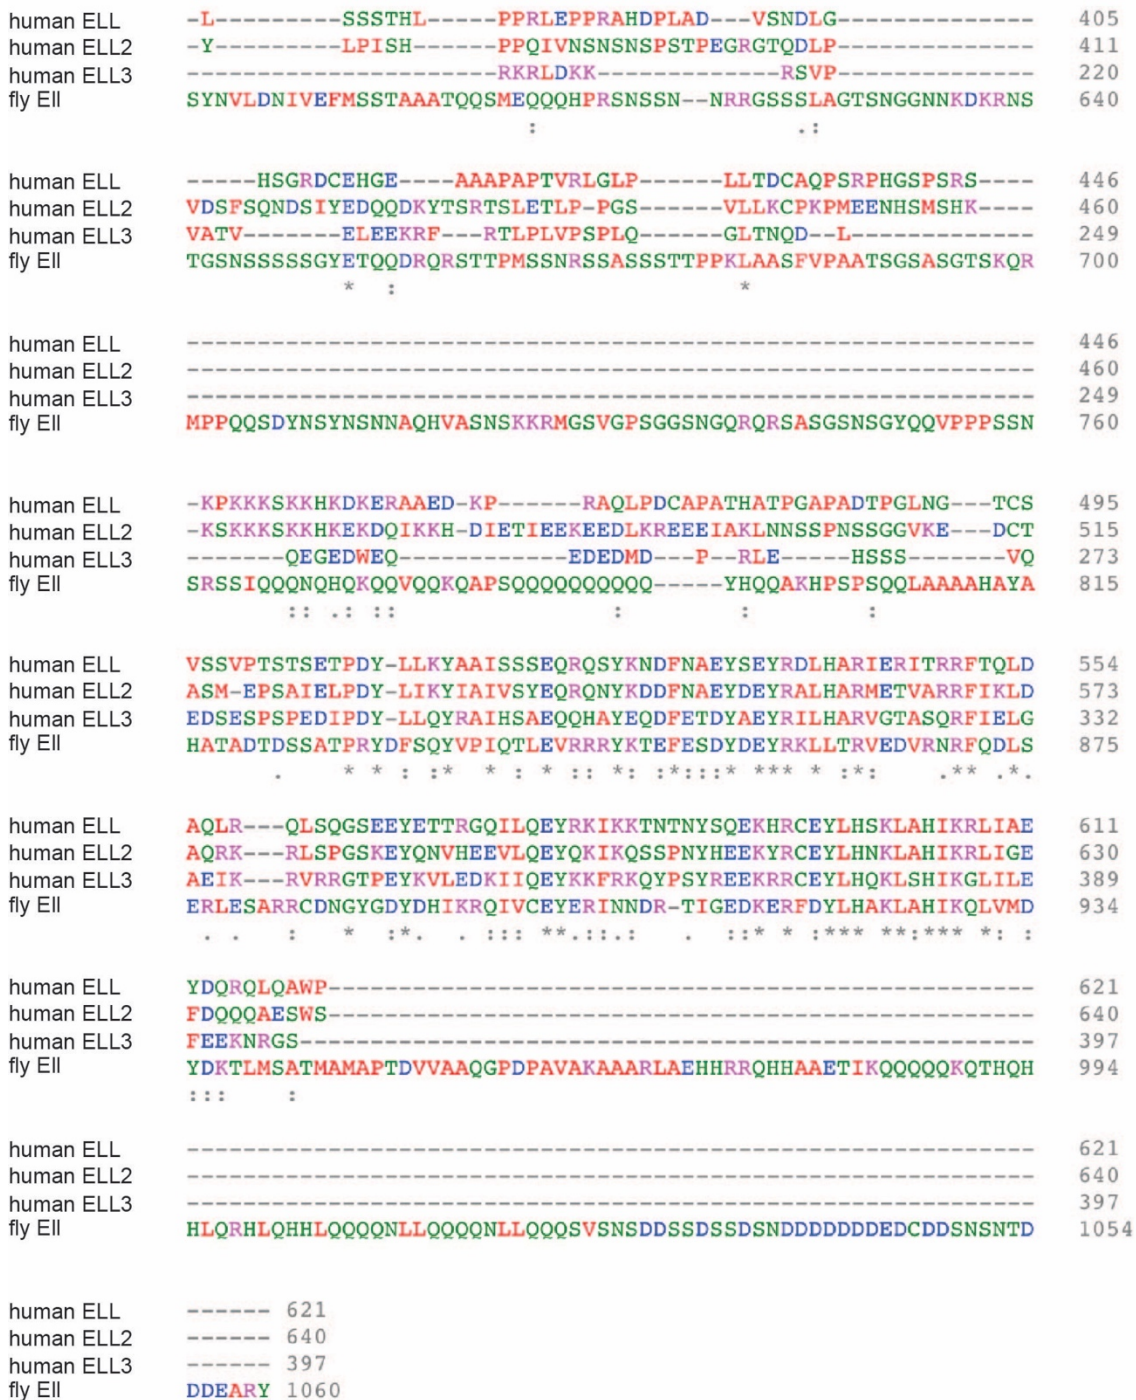 human ELL -L---------SSSTHL-----PPRLEPPRAHDPLAD---VSNDLG-------------- 405
human ELL2 -Y---------LPISH------PPQIVNSNSNSPSTPEGRGTQDLP-------------- 411
human ELL3 ----------------------RKRLDKK-----------RSVP-------------- 220
fly Ell SYNVLDNIVEFMSSTAAATQQSMEQQQHPRSNSSN--NRRGSSSLAGTSNGGNNKDKRNS 640
: .:
human ELL -----HSGRDCEHGE----AAAPAPTVRLGLP------LLTDCAQPSRPHGSPSRS---- 446
human ELL2 VDSFSQNDSIYEDQQDKYTSRTSLETLP-PGS------VLLKCPKPMEENHSMSHK---- 460
human ELL3 VATV-------ELEEKRF---RTLPLVPSPLQ------GLTNQD--L------------- 249
fly Ell TGSNSSSSSGYETQQDRQRSTTPMSSNRSSASSSTTPPKLAASFVPAATSGSASGTSKQR 700
* : *
human ELL ------------------------------------------------------------ 446
human ELL2 ------------------------------------------------------------ 460
human ELL3 ------------------------------------------------------------ 249
fly Ell MPPQQSDYNSYNSNNAQHVASNSKKRMGSVGPSGGSNGQRQRSASGSNSGYQQVPPPSSN 760
human ELL -KPKKKSKKHKDKERAAED-KP-------RAQLPDCAPATHATPGAPADTPGLNG---TCS 495
human ELL2 -KSKKKSKKHKEKDQIKKH-DIETIEEKEEDLKREEEIAKLNNSSPNSSGGVKE---DCT 515
human ELL3 -------QEGEDWEQ------------EDEDMD---P--RLE-----HSSS-------VQ 273
fly Ell SRSSIQQQNQHQKQQVQQKQAPSQQQQQQQQQQ-----YHQQAKHPSPSQQLAAAAHAYA 815
:: .: :: : : :
human ELL VSSVPTSTSETPDY-LLKYAAISSSEQRQSYKNDFNAEYSEYRDLHARIERITRRFTQLD 554
human ELL2 ASM-EPSAIELPDY-LIKYIAIVSYEQRQNYKDDFNAEYDEYRALHARMETVARRFIKLD 573
human ELL3 EDSESPSPEDIPDY-LLQYRAIHSAEQQHAYEQDFETDYAEYRILHARVGTASQRFIELG 332
fly Ell HATADTDSSATPRYDFSQYVPIQTLEVRRRYKTEFESDYDEYRKLLTRVEDVRNRFQDLS 875
. * * : :* * : * :: *: :*:::* *** * :*: .** .*.
human ELL AQLR---QLSQGSEEYETTRGQILQEYRKIKKTNTNYSQEKHRCEYLHSKLAHIKRLIAE 611
human ELL2 AQRK---RLSPGSKEYQNVHEEVLQEYQKIKQSSPNYHEEKYRCEYLHNKLAHIKRLIGE 630
human ELL3 AEIK---RVRRGTPEYKVLEDKIIQEYKKFRKQYPSYREEKRRCEYLHQKLSHIKGLILE 389
fly Ell ERLESARRCDNGYGDYDHIKRQIVCEYERINNDR-TIGEDKERFDYLHAKLAHIKQLVMD 934
. . : * :*. . ::: **.::.: . ::* * :*** **:*** *: :
human ELL YDQRQLQAWP-------------------------------------------------- 621
human ELL2 FDQQQAESWS-------------------------------------------------- 640
human ELL3 FEEKNRGS---------------------------------------------------- 397
fly Ell YDKTLMSATMAMAPTDVVAAQGPDPAVAKAAARLAEHHRRQHHAAETIKQQQQQKQTHQH 994
::: :
human ELL ------------------------------------------------------------ 621
human ELL2 ------------------------------------------------------------ 640
human ELL3 ------------------------------------------------------------ 397
fly Ell HLQRHLQHHLQQQQNLLQQQQNLLQQQSVSNSDDSSDSSDSNDDDDDDDEDCDDSNSNTD 1054
human ELL ------ 621
human ELL2 ------ 640
human ELL3 ------ 397
fly Ell DDEARY 1060